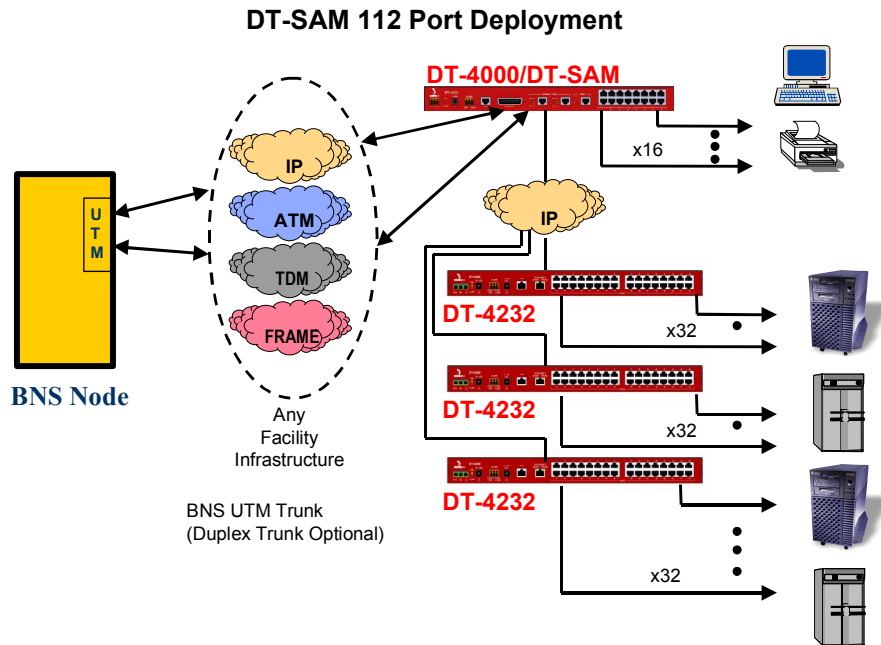 DT-SAM 112 Port Deployment
DT-4000/DT-SAM
x16
IP
ATM
TDM
FRAME
UTM
BNS Node
Any
Facility
Infrastructure
BNS UTM Trunk
(Duplex Trunk Optional)
IP
DT-4232
x32
DT-4232
x32
DT-4232
x32